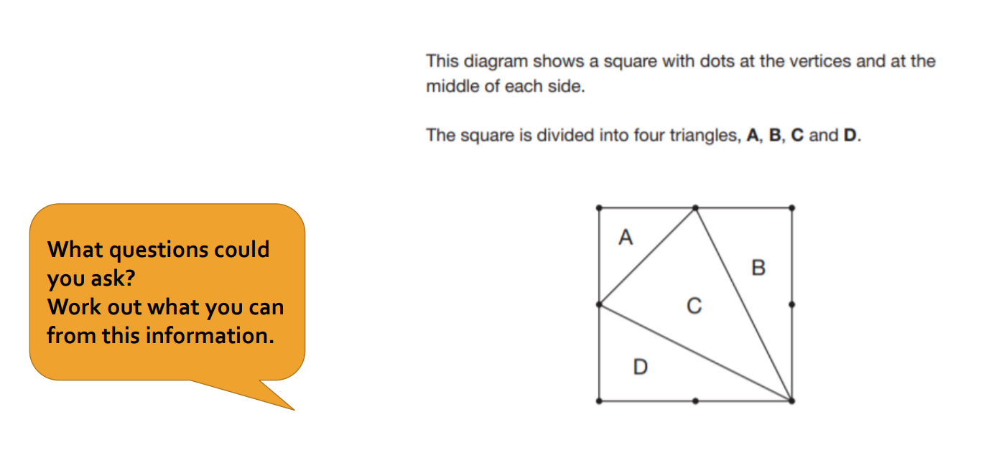 This diagram shows a square with dots at the vertices and at the
middle of each side.
The square is divided into four triangles, A, B, C and D.
What questions could
you ask?
Work out what you can
from this information.
A
B
C
D